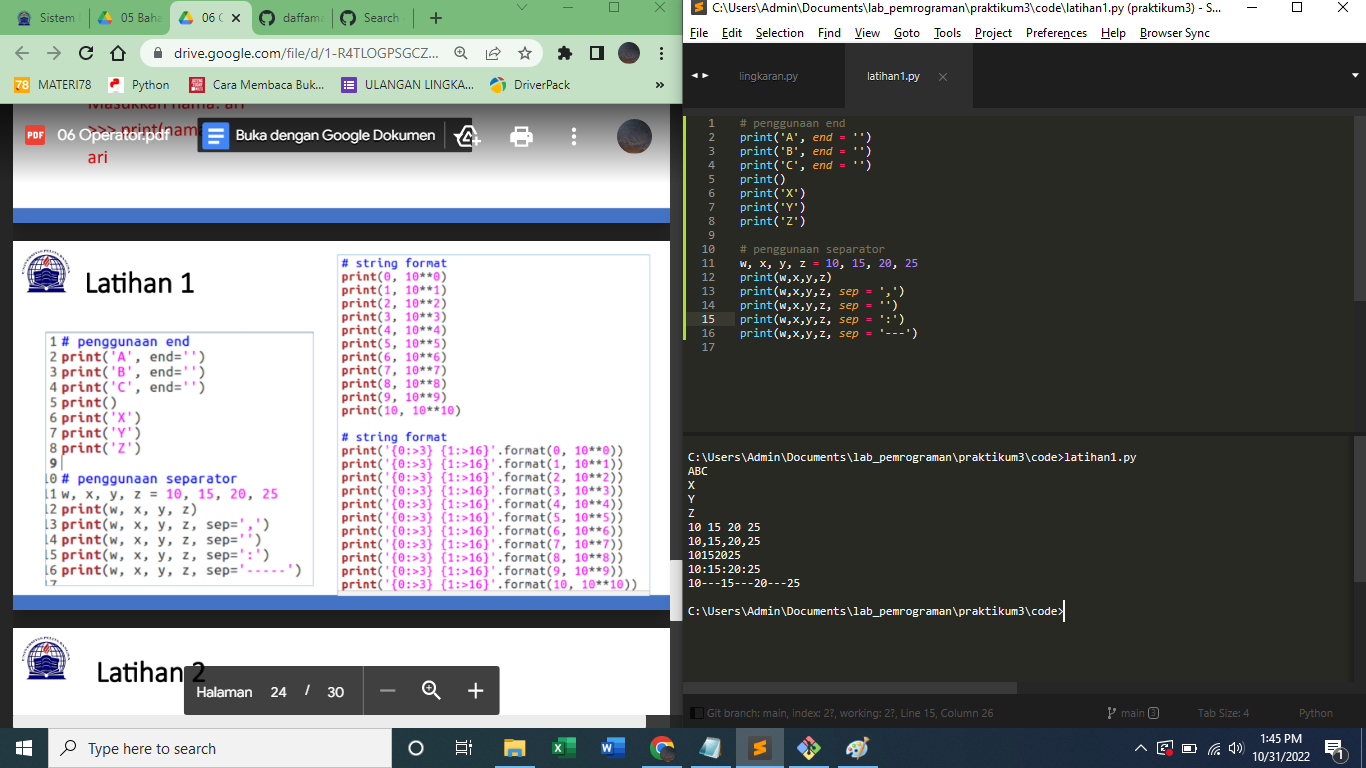 Sistem
05 Baha
06 O
daffama
Search
drive.google.com/file/d/1-R4TLOGPSGCZ...
MATERI78
Python
Cara Membaca Buk...
ULANGAN LINGKA...
DriverPack
»
Masukkan nama: ari
>>> print(nama
ari
PDF
06 Operator.pdf
Buka dengan Google Dokumen
Latihan 1
1 # penggunaan end
2 print('A', end='')
3 print('B', end='')
4 print('C', end='')
5 print()
6 print('X')
7 print('Y')
8 print('Z')
9
10 # penggunaan separator
11 w, x, y, z = 10, 15, 20, 25
12 print(w, x, y, z)
13 print(w, x, y, z, sep=',')
14 print(w, x, y, z, sep='')
15 print(w, x, y, z, sep=':')
16 print(w, x, y, z, sep='-----')
# string format
print(0, 10**0)
print(1, 10**1)
print(2, 10**2)
print(3, 10**3)
print(4, 10**4)
print(5, 10**5)
print(6, 10**6)
print(7, 10**7)
print(8, 10**8)
print(9, 10**9)
print(10, 10**10)
# string format
print('{0:>3} {1:>16}'.format(0, 10**0))
print('{0:>3} {1:>16}'.format(1, 10**1))
print('{0:>3} {1:>16}'.format(2, 10**2))
print('{0:>3} {1:>16}'.format(3, 10**3))
print('{0:>3} {1:>16}'.format(4, 10**4))
print('{0:>3} {1:>16}'.format(5, 10**5))
print('{0:>3} {1:>16}'.format(6, 10**6))
print('{0:>3} {1:>16}'.format(7, 10**7))
print('{0:>3} {1:>16}'.format(8, 10**8))
print('{0:>3} {1:>16}'.format(9, 10**9))
print('{0:>3} {1:>16}'.format(10, 10**10))
Latihan 2
Halaman 24 / 30
C:\Users\Admin\Documents\lab_pemrograman\praktikum3\code\latihan1.py (praktikum3) - S...
File Edit Selection Find View Goto Tools Project Preferences Help Browser Sync
lingkaran.py
latihan1.py
1 # penggunaan end
2 print('A', end = '')
3 print('B', end = '')
4 print('C', end = '')
5 print()
6 print('X')
7 print('Y')
8 print('Z')
9
10 # penggunaan separator
11 w, x, y, z = 10, 15, 20, 25
12 print(w,x,y,z)
13 print(w,x,y,z, sep = ',')
14 print(w,x,y,z, sep = '')
15 print(w,x,y,z, sep = ':')
16 print(w,x,y,z, sep = '---')
17
C:\Users\Admin\Documents\lab_pemrograman\praktikum3\code>latihan1.py
ABC
X
Y
Z
10 15 20 25
10,15,20,25
10152025
10:15:20:25
10---15---20---25
C:\Users\Admin\Documents\lab_pemrograman\praktikum3\code>
Git branch: main, index: 2?, working: 2?, Line 15, Column 26
main 3
Tab Size: 4
Python
Type here to search
1:45 PM
10/31/2022
1